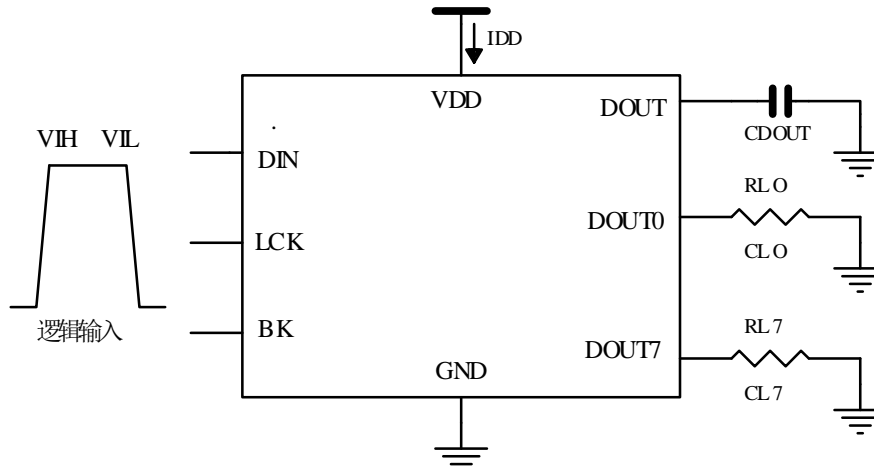 IDD
VDD
DOUT
CDOUT
VIH VIL
DIN
RL0
DOUT0
LCK
CL0
逻辑输入
BK
RL7
DOUT7
GND
CL7